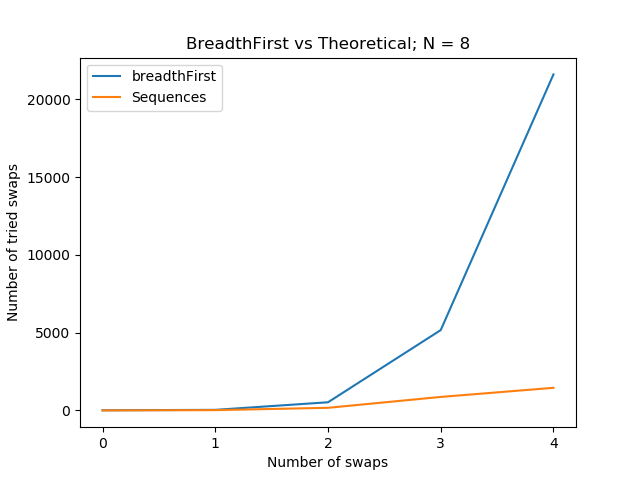 BreadthFirst vs Theoretical; N = 8
breadthFirst
Sequences
Number of tried swaps
20000
15000
10000
5000
0
0 1 2 3 4
Number of swaps